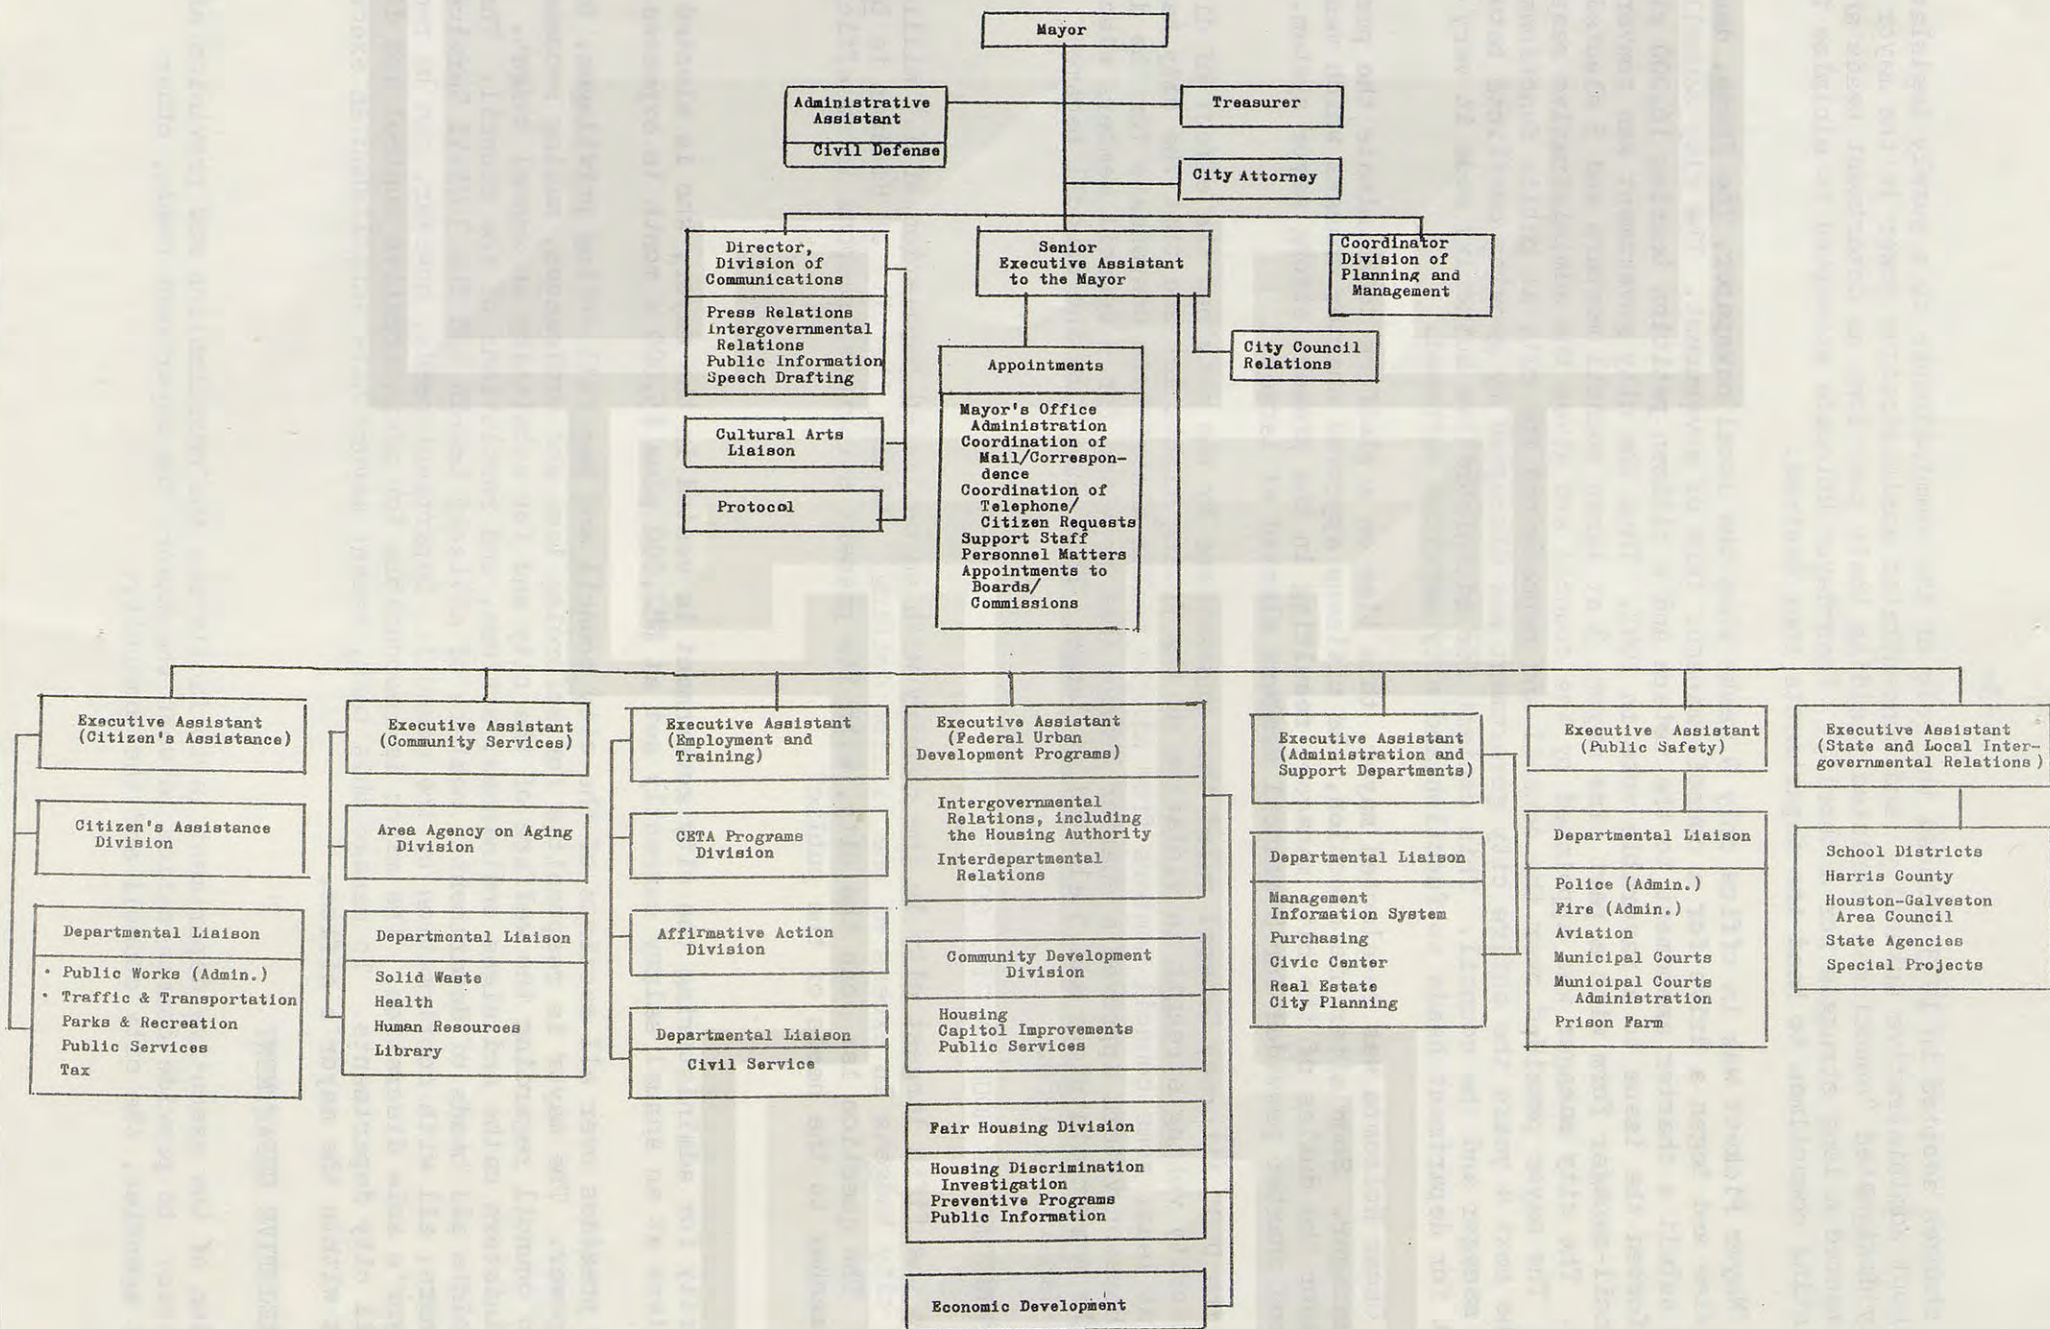 Mayor
Administrative
Assistant
Civil Defense
Treasurer
City Attorney
Director,
Division of
Communications
Press Relations
Intergovernmental
Relations
Public Information
Speech Drafting
Cultural Arts
Liaison
Protocol
Senior
Executive Assistant
to the Mayor
Appointments
Mayor's Office
Administration
Coordination of
Mail/Correspon-
dence
Coordination of
Telephone/
Citizen Requests
Support Staff
Personnel Matters
Appointments to
Boards/
Commissions
City Council
Relations
Coordinator
Division of
Planning and
Management
Executive Assistant
(Citizen's Assistance)
Citizen's Assistance
Division
Departmental Liaison
• Public Works (Admin.)
• Traffic & Transportation
Parks & Recreation
Public Services
Tax
Executive Assistant
(Community Services)
Area Agency on Aging
Division
Departmental Liaison
Solid Waste
Health
Human Resources
Library
Executive Assistant
(Employment and
Training)
CETA Programs
Division
Affirmative Action
Division
Departmental Liaison
Civil Service
Executive Assistant
(Federal Urban
Development Programs)
Intergovernmental
Relations, including
the Housing Authority
Interdepartmental
Relations
Community Development
Division
Housing
Capitol Improvements
Public Services
Fair Housing Division
Housing Discrimination
Investigation
Preventive Programs
Public Information
Economic Development
Executive Assistant
(Administration and
Support Departments)
Departmental Liaison
Management
Information System
Purchasing
Civic Center
Real Estate
City Planning
Executive Assistant
(Public Safety)
Departmental Liaison
Police (Admin.)
Fire (Admin.)
Aviation
Municipal Courts
Municipal Courts
Administration
Prison Farm
Executive Assistant
(State and Local Inter-
governmental Relations)
School Districts
Harris County
Houston-Galveston
Area Council
State Agencies
Special Projects